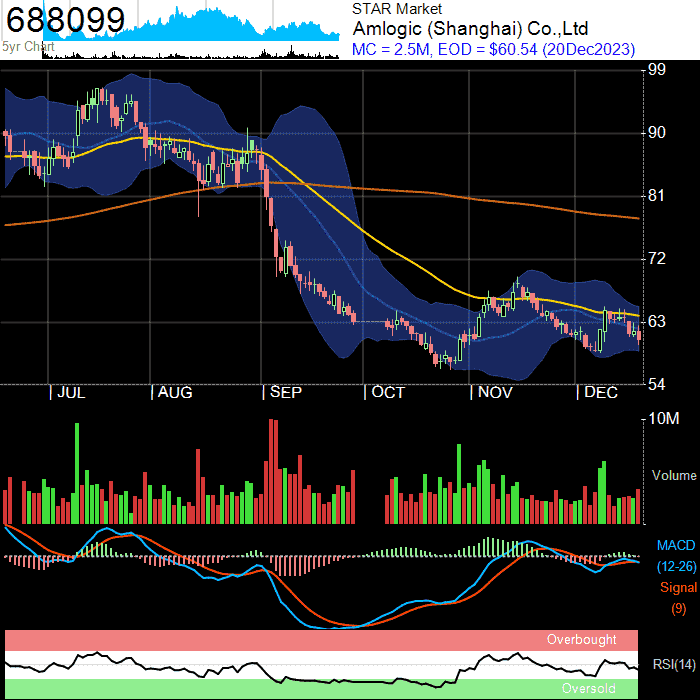 688099
5yr Chart
STAR Market
Amlogic (Shanghai) Co.,Ltd
MC = 2.5M, EOD = $60.54 (20Dec2023)
99
90
81
72
63
54
| JUL | AUG | SEP | OCT | NOV | DEC
10M
Volume
MACD
(12-26)
Signal
(9)
Overbought
RSI(14)
Oversold